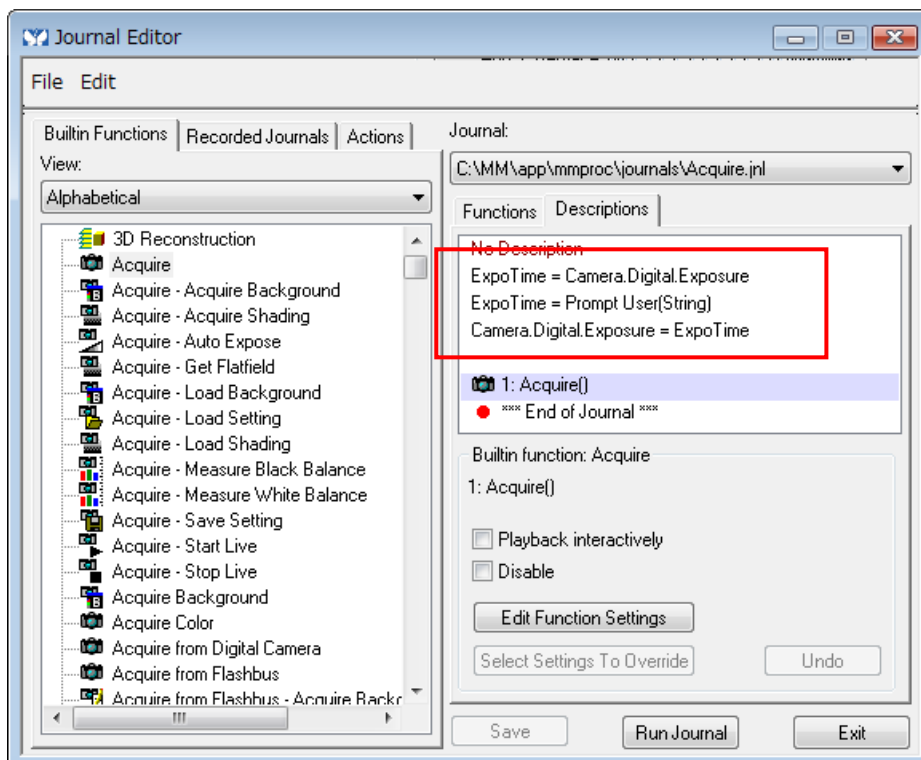 Journal Editor
File Edit
Builtin Functions Recorded Journals Actions
View:
Alphabetical
3D Reconstruction
Acquire
Acquire - Acquire Background
Acquire - Acquire Shading
Acquire - Auto Expose
Acquire - Get Flatfield
Acquire - Load Background
Acquire - Load Setting
Acquire - Load Shading
Acquire - Measure Black Balance
Acquire - Measure White Balance
Acquire - Save Setting
Acquire - Start Live
Acquire - Stop Live
Acquire Background
Acquire Color
Acquire from Digital Camera
Acquire from Flashbus
Acquire from Flashbus - Acquire Backg
Journal:
C:\MM\app\mmproc\journals\Acquire.jnl
Functions Descriptions
No Description
ExpoTime = Camera.Digital.Exposure
ExpoTime = Prompt User(String)
Camera.Digital.Exposure = ExpoTime
1: Acquire()
*** End of Journal ***
Builtin function: Acquire
1: Acquire()
Playback interactively
Disable
Edit Function Settings
Select Settings To Override Undo
Save Run Journal Exit